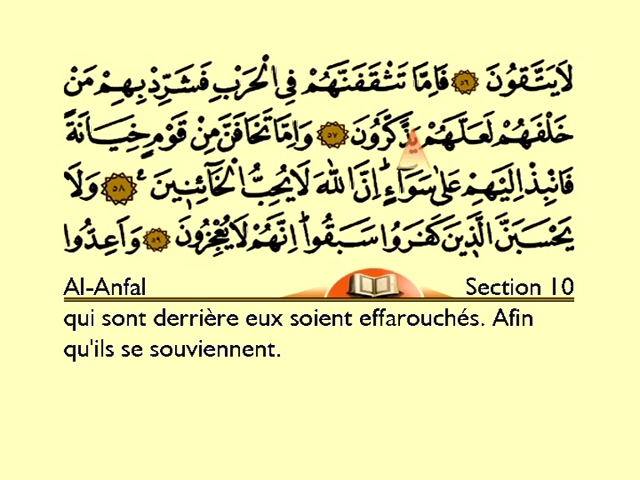 لَا يَتَّقُونَ ٥٦ فَاِمَّا تَثْقَفَنَّهُمْ فِي الْحَرْبِ فَشَرِّدْ بِهِمْ مَنْ
خَلْفَهُمْ لَعَلَّهُمْ يَذَّكَّرُونَ ٥٧ وَاِمَّا تَخَافَنَّ مِنْ قَوْمٍ خِيَانَةً
فَانْبِذْ اِلَيْهِمْ عَلٰى سَوَاءٍ اِنَّ اللّٰهَ لَا يُحِبُّ الْخَائِنِينَ ع ٥٨ وَلَا
يَحْسَبَنَّ الَّذِينَ كَفَرُوا سَبَقُوا اِنَّهُمْ لَا يُعْجِزُونَ ٥٩ وَاَعِدُّوا
Al-Anfal Section 10
qui sont derrière eux soient effarouchés. Afin
qu'ils se souviennent.